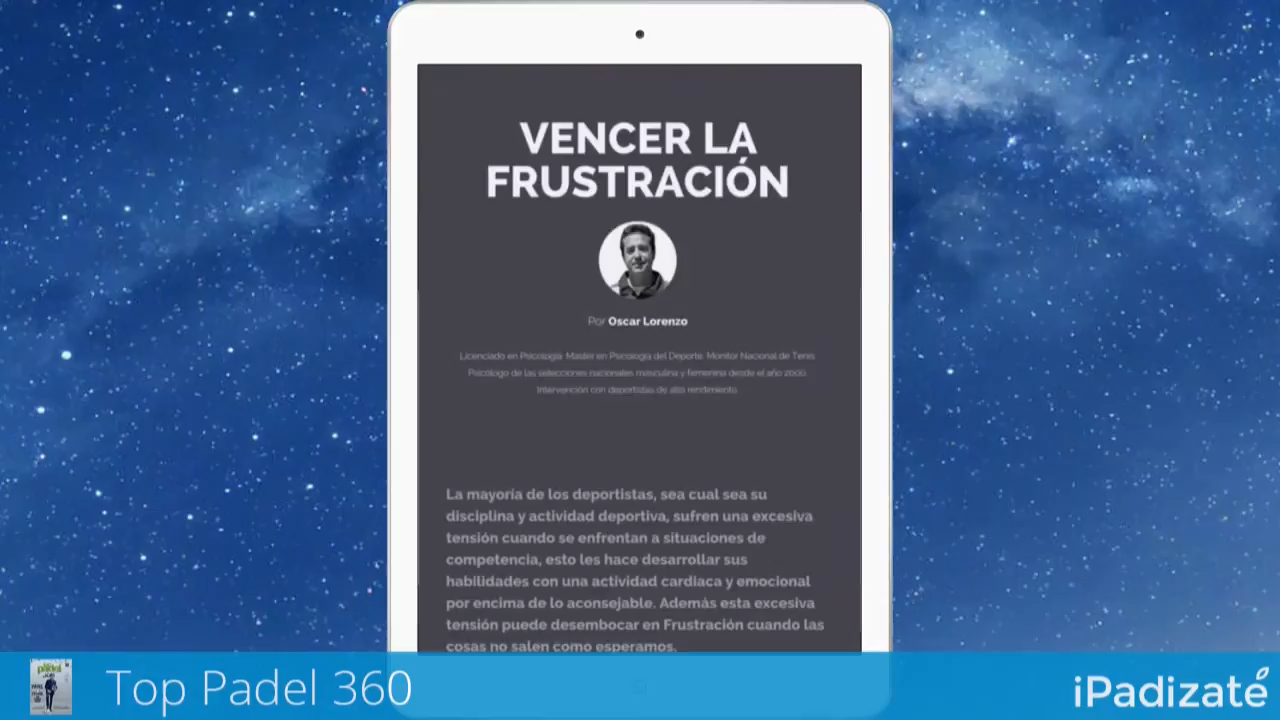 VENCER LA
FRUSTRACIÓN
Por Oscar Lorenzo
Licenciado en Psicología. Master en Psicología del Deporte. Monitor Nacional de Tenis.
Psicólogo de las selecciones nacionales masculina y femenina desde el año 2000.
Intervención con deportistas de alto rendimiento.
La mayoría de los deportistas, sea cual sea su
disciplina y actividad deportiva, sufren una excesiva
tensión cuando se enfrentan a situaciones de
competencia, esto les hace desarrollar sus
habilidades con una actividad cardiaca y emocional
por encima de lo aconsejable. Además esta excesiva
tensión puede desembocar en Frustración cuando las
cosas no salen como esperamos.
padel
Top Padel 360
iPadizate